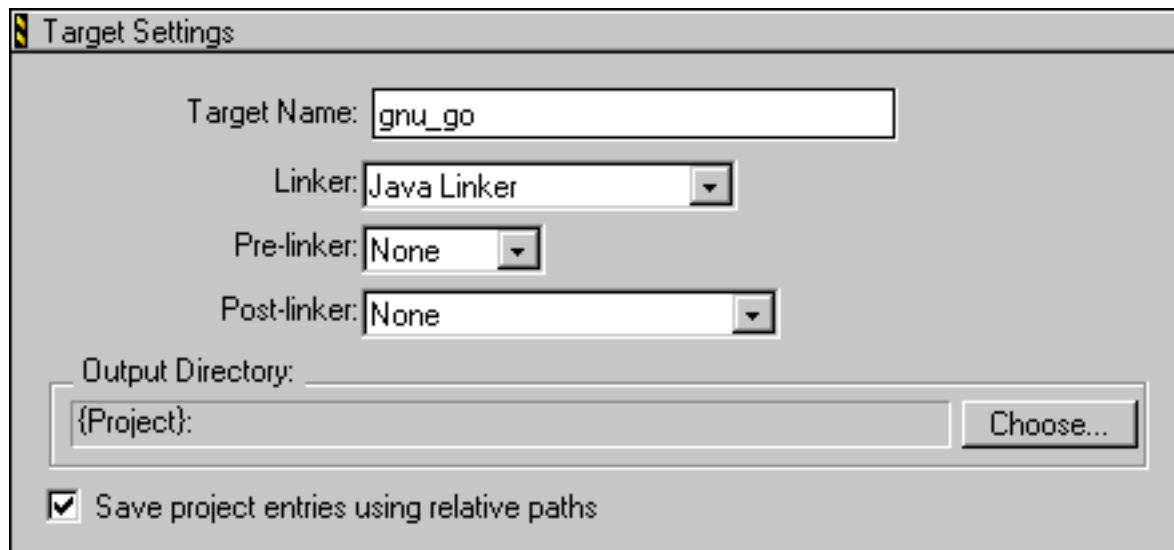 Target Settings
Target Name: gnu_go
Linker: Java Linker
Pre-linker: None
Post-linker: None
Output Directory:
{Project}: Choose...
Save project entries using relative paths